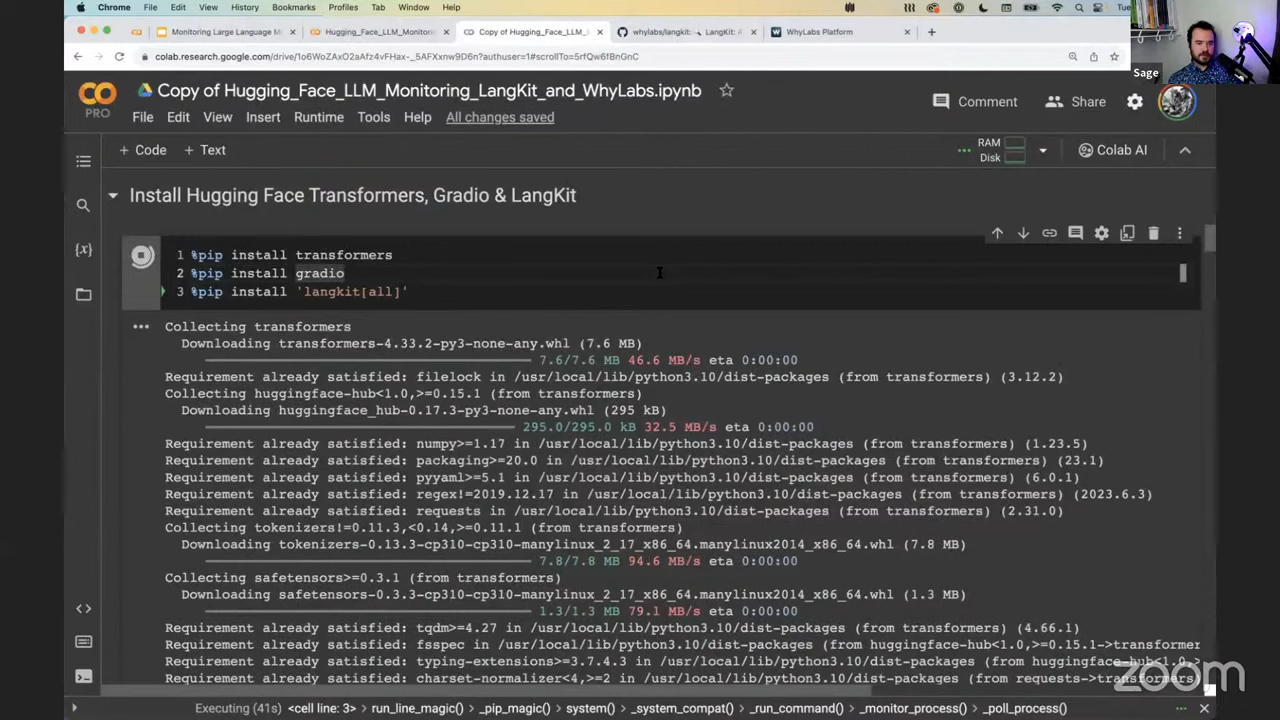 Chrome File Edit View History Bookmarks Profiles Tab Window Help Tue
Monitoring Large Language M
Hugging_Face_LLM_Monitorin
Copy of Hugging_Face_LLM_
WhyLabs Platform
colab.research.google.com/drive/1o6WoZAxO2aAfz4vFHax-_5AFXxnw9D6n?authuser=1#scrollTo=5rfQw6fBnGnC
Sage
Copy of Hugging_Face_LLM_Monitoring_LangKit_and_WhyLabs.ipynb
Comment Share
PRO
File Edit View Insert Runtime Tools Help All changes saved
+ Code + Text
RAM
Disk
Colab AI
Install Hugging Face Transformers, Gradio & LangKit
1 %pip install transformers
2 %pip install gradio
3 %pip install 'langkit[all]'
Collecting transformers
Downloading transformers-4.33.2-py3-none-any.whl (7.6 MB)
7.6/7.6 MB 46.6 MB/s eta 0:00:00
Requirement already satisfied: filelock in /usr/local/lib/python3.10/dist-packages (from transformers) (3.12.2)
Collecting huggingface-hub<1.0,>=0.15.1 (from transformers)
Downloading huggingface_hub-0.17.3-py3-none-any.whl (295 kB)
295.0/295.0 kB 32.5 MB/s eta 0:00:00
Requirement already satisfied: numpy>=1.17 in /usr/local/lib/python3.10/dist-packages (from transformers) (1.23.5)
Requirement already satisfied: packaging>=20.0 in /usr/local/lib/python3.10/dist-packages (from transformers) (23.1)
Requirement already satisfied: pyyaml>=5.1 in /usr/local/lib/python3.10/dist-packages (from transformers) (6.0.1)
Requirement already satisfied: regex!=2019.12.17 in /usr/local/lib/python3.10/dist-packages (from transformers) (2023.6.3)
Requirement already satisfied: requests in /usr/local/lib/python3.10/dist-packages (from transformers) (2.31.0)
Collecting tokenizers!=0.11.3,<0.14,>=0.11.1 (from transformers)
Downloading tokenizers-0.13.3-cp310-cp310-manylinux_2_17_x86_64.manylinux2014_x86_64.whl (7.8 MB)
7.8/7.8 MB 94.6 MB/s eta 0:00:00
Collecting safetensors>=0.3.1 (from transformers)
Downloading safetensors-0.3.3-cp310-cp310-manylinux_2_17_x86_64.manylinux2014_x86_64.whl (1.3 MB)
1.3/1.3 MB 79.1 MB/s eta 0:00:00
Requirement already satisfied: tqdm>=4.27 in /usr/local/lib/python3.10/dist-packages (from transformers) (4.66.1)
Requirement already satisfied: fsspec in /usr/local/lib/python3.10/dist-packages (from huggingface-hub<1.0,>=0.15.1->transformer
Requirement already satisfied: typing-extensions>=3.7.4.3 in /usr/local/lib/python3.10/dist-packages (from huggingface-hub<1.0,>
Requirement already satisfied: charset-normalizer<4,>=2 in /usr/local/lib/python3.10/dist-packages (from requests->transformers)
zoom
Executing (41s) <cell line: 3> run_line_magic() _pip_magic() system() _system_compat() _run_command() _monitor_process() _poll_process()